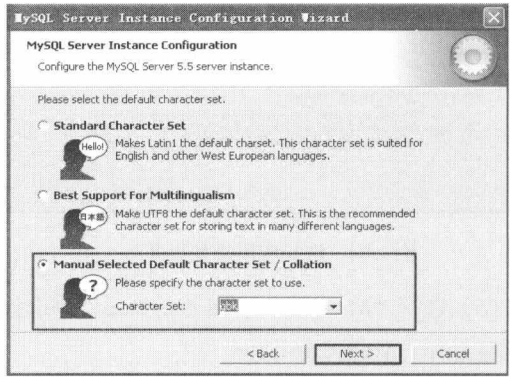 MySQL Server Instance Configuration Wizard
MySQL Server Instance Configuration
Configure the MySQL Server 5.5 server instance.
Please select the default character set.
Standard Character Set
Hello!
Makes Latin1 the default charset. This character set is suited for
English and other West European languages.
Best Support For Multilingualism
日本語
Make UTF8 the default character set. This is the recommended
character set for storing text in many different languages.
Manual Selected Default Character Set / Collation
?
Please specify the character set to use.
Character Set:
< Back
Next >
Cancel